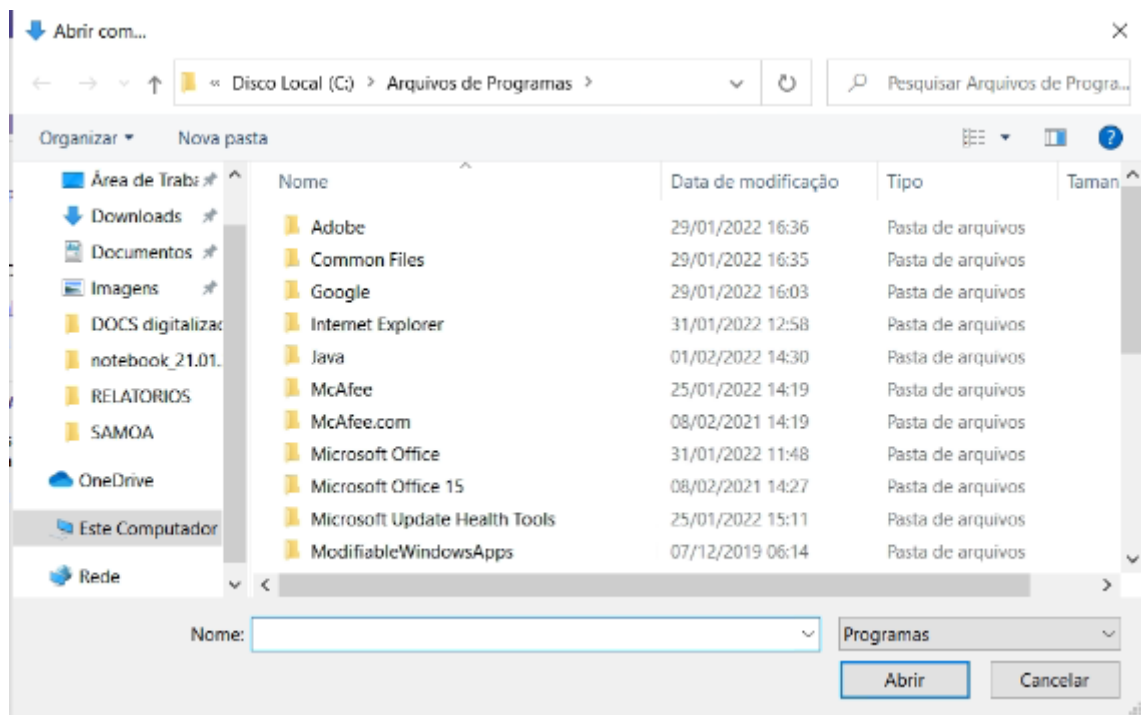 Abrir com...
« Disco Local (C:) > Arquivos de Programas >
Pesquisar Arquivos de Progra...
Organizar
Nova pasta
?
Nome
Data de modificação
Tipo
Taman
Área de Traba
Downloads
Documentos
Imagens
DOCS digitalizac
notebook_21.01.
RELATORIOS
SAMOA
OneDrive
Este Computador
Rede
Adobe 29/01/2022 16:36 Pasta de arquivos
Common Files 29/01/2022 16:35 Pasta de arquivos
Google 29/01/2022 16:03 Pasta de arquivos
Internet Explorer 31/01/2022 12:58 Pasta de arquivos
Java 01/02/2022 14:30 Pasta de arquivos
McAfee 25/01/2022 14:19 Pasta de arquivos
McAfee.com 08/02/2021 14:19 Pasta de arquivos
Microsoft Office 31/01/2022 11:48 Pasta de arquivos
Microsoft Office 15 08/02/2021 14:27 Pasta de arquivos
Microsoft Update Health Tools 25/01/2022 15:11 Pasta de arquivos
ModifiableWindowsApps 07/12/2019 06:14 Pasta de arquivos
Nome:
Programas
Abrir
Cancelar